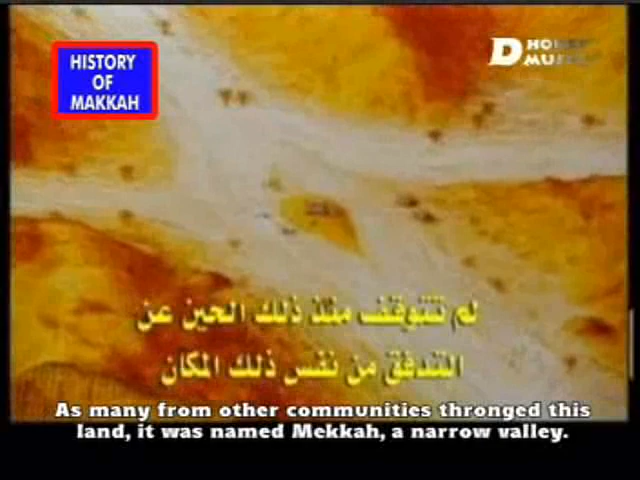 HISTORY
OF
MAKKAH
D
لم تتوقف منذ ذلك الحين عن
التدفق من نفس ذلك المكان
As many from other communities thronged this
land, it was named Mekkah, a narrow valley.